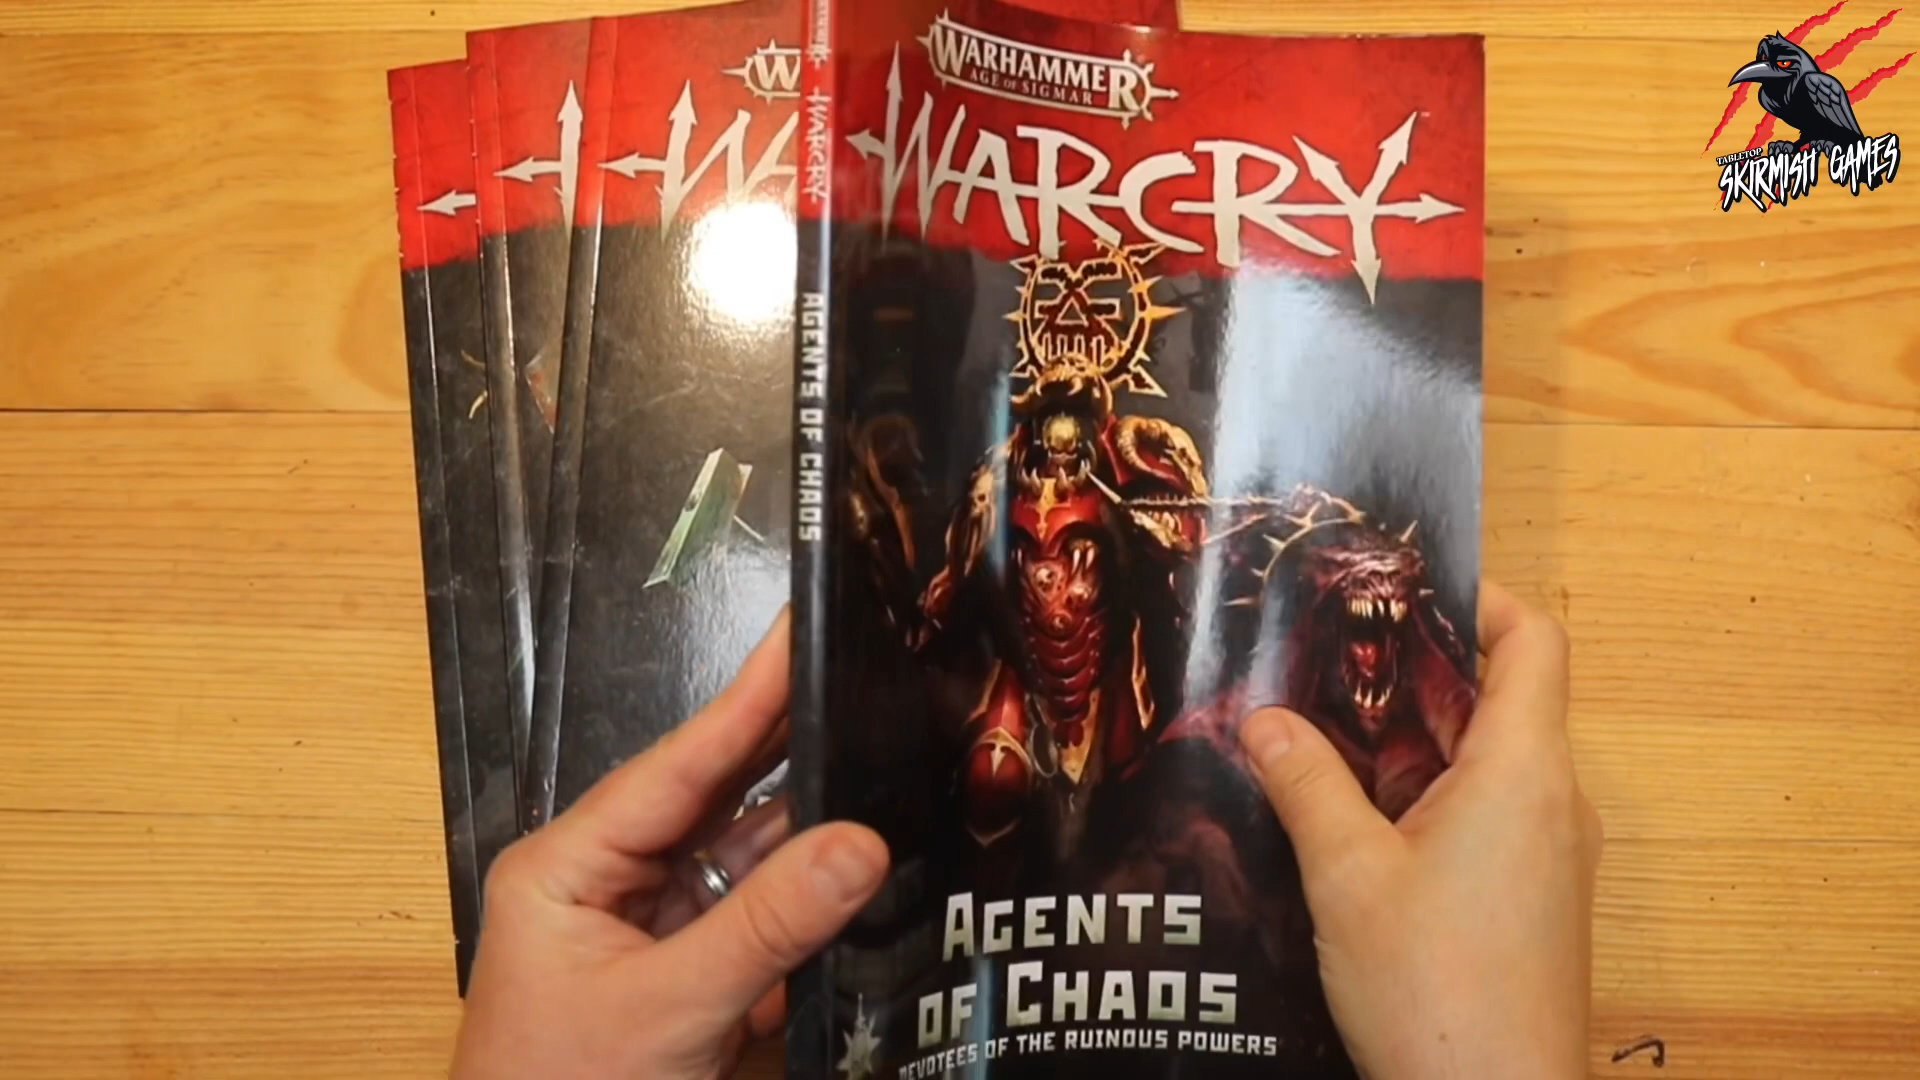 WARHAMMER
AGE OF SIGMAR
WARCRY
WARCRY
AGENTS OF CHAOS
AGENTS
OF CHAOS
DEVOTEES OF THE RUINOUS POWERS
TABLETOP
SKIRMISH GAMES